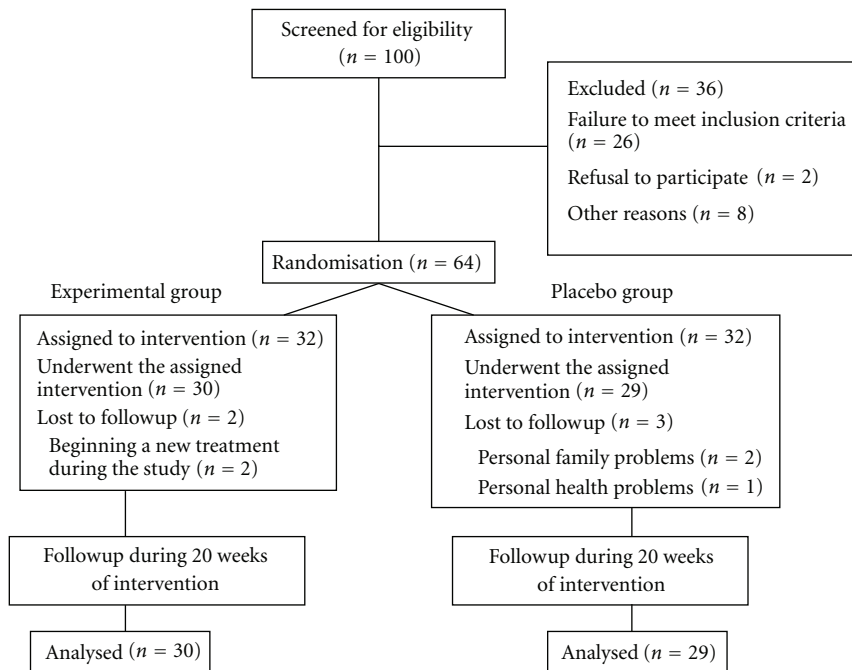 Screened for eligibility
(n = 100)
Excluded (n = 36)
Failure to meet inclusion criteria
(n = 26)
Refusal to participate (n = 2)
Other reasons (n = 8)
Randomisation (n = 64)
Experimental group
Assigned to intervention (n = 32)
Underwent the assigned
intervention (n = 30)
Lost to followup (n = 2)
Beginning a new treatment
during the study (n = 2)
Followup during 20 weeks
of intervention
Analysed (n = 30)
Placebo group
Assigned to intervention (n = 32)
Underwent the assigned
intervention (n = 29)
Lost to followup (n = 3)
Personal family problems (n = 2)
Personal health problems (n = 1)
Followup during 20 weeks
of intervention
Analysed (n = 29)